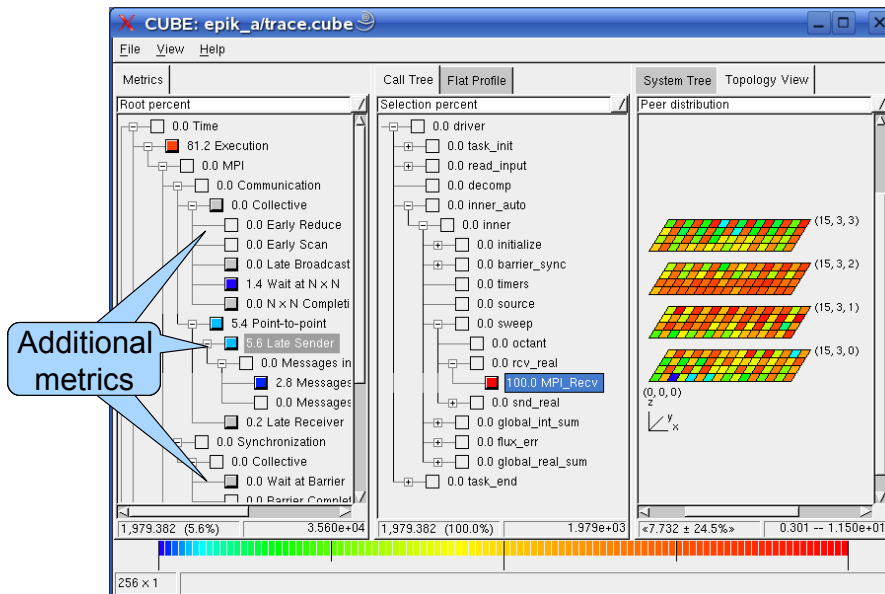 CUBE: epik_a/trace.cube
File View Help
Metrics
Call Tree Flat Profile
System Tree Topology View
Root percent
Selection percent
Peer distribution
0.0 Time
81.2 Execution
0.0 MPI
0.0 Communication
0.0 Collective
0.0 Early Reduce
0.0 Early Scan
0.0 Late Broadcast
1.4 Wait at N × N
0.0 N × N Completi
5.4 Point-to-point
5.6 Late Sender
0.0 Messages in
2.8 Messages
0.0 Messages
0.2 Late Receiver
0.0 Synchronization
0.0 Collective
0.0 Wait at Barrier
0.0 Barrier Complet
Additional
metrics
0.0 driver
0.0 task_init
0.0 read_input
0.0 decomp
0.0 inner_auto
0.0 inner
0.0 initialize
0.0 barrier_sync
0.0 timers
0.0 source
0.0 sweep
0.0 octant
0.0 rcv_real
100.0 MPI_Recv
0.0 snd_real
0.0 global_int_sum
0.0 flux_err
0.0 global_real_sum
0.0 task_end
(15, 3, 3)
(15, 3, 2)
(15, 3, 1)
(15, 3, 0)
(0, 0, 0)
z
y
x
1,979.382 (5.6%) 3.560e+04
1,979.382 (100.0%) 1.979e+03
«7.732 ± 24.5%» 0.301 -- 1.150e+01
256 × 1